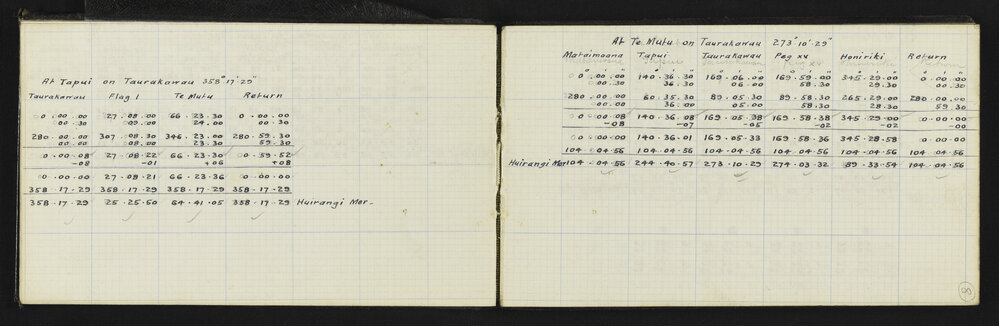 At Tapui on Taurakawau 358°17'29"
Taurakawau Flag 1 Te Mutu Return
0.00.00 27.08.00 66.23.30 0.00.00
00.30 09.00 24.00 00.30
280.00.00 307.08.30 346.23.00 280.59.30
00.00 08.00 23.30 59.30
0.00.08 27.08.22 66.23.30 0.59.52
-08 -01 +06 +08
0.00.00 27.08.21 66.23.36 0.00.00
358.17.29 358.17.29 358.17.29 358.17.29
358.17.29 25.25.50 64.41.05 358.17.29 Huirangi Mer.
At Te Mutu on Taurakawau 273°10'29"
Mataimoana Tapui Taurakawau Peg XV Honiriki Return
0°.00'.00" 140°.36'.30" 169°.06'.00" 169°.59'.00" 345°.29'.00" 0°.00'.00"
00.00 36.30 06.00 58.30 29.30 00.30
280.00.00 60.35.30 89.05.30 89.58.30 265.29.00 280.00.00
00.00 36.00 05.00 58.30 28.30 59.30
0.00.08 140.36.08 169.05.38 169.58.38 345.29.00 0.00.00
-08 -07 -05 -02 -02 -00
0.00.00 140.36.01 169.05.33 169.58.36 345.28.58 0.00.00
104.04.56 104.04.56 104.04.56 104.04.56 104.04.56 104.04.56
Huirangi Mer 104.04.56 244.40.57 273.10.29 274.03.32 89.33.54 104.04.56
8